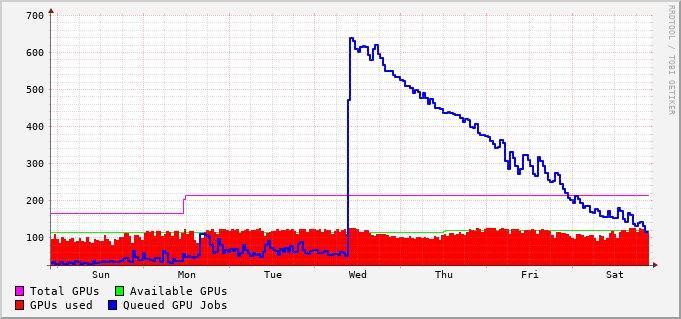 700
600
500
400
300
200
100
Sun Mon Tue Wed Thu Fri Sat
Total GPUs Available GPUs
GPUs used Queued GPU Jobs
RRDTOOL / TOBI OETIKER